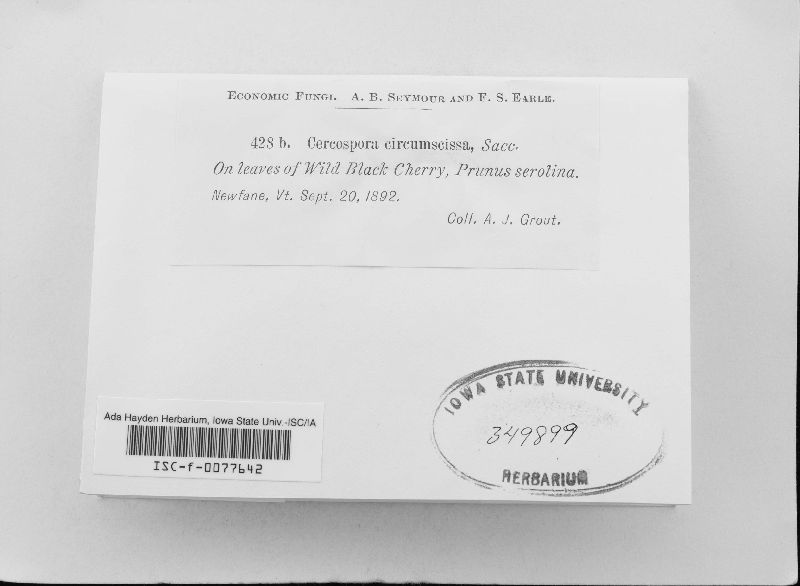 ECONOMIC FUNGI. A. B. SEYMOUR AND F. S. EARLE.
428 b. Cercospora circumscissa, Sacc.
On leaves of Wild Black Cherry, Prunus serolina.
Newfane, Vt. Sept. 20, 1892.
Coll. A. J. Grout.
IOWA STATE UNIVERSITY
349899
HERBARIUM
Ada Hayden Herbarium, Iowa State Univ.-ISC/IA
ISC-f-0077642